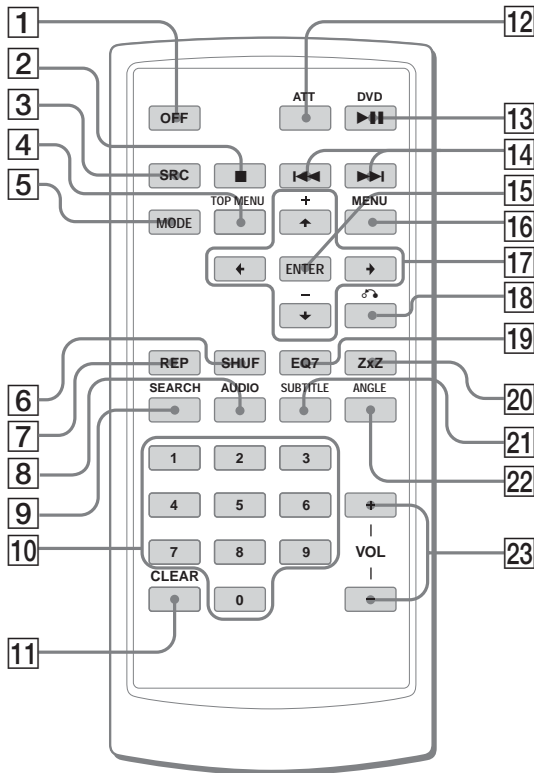 1
12
2
ATT
DVD
3
OFF
13
4
SRC
14
5
TOP MENU
+
MENU
15
MODE
16
ENTER
17
–
18
19
REP
SHUF
EQ7
ZxZ
6
SEARCH
AUDIO
SUBTITLE
ANGLE
20
7
21
8
1
2
3
22
9
4
5
6
+
10
7
8
9
VOL
23
CLEAR
0
–
11